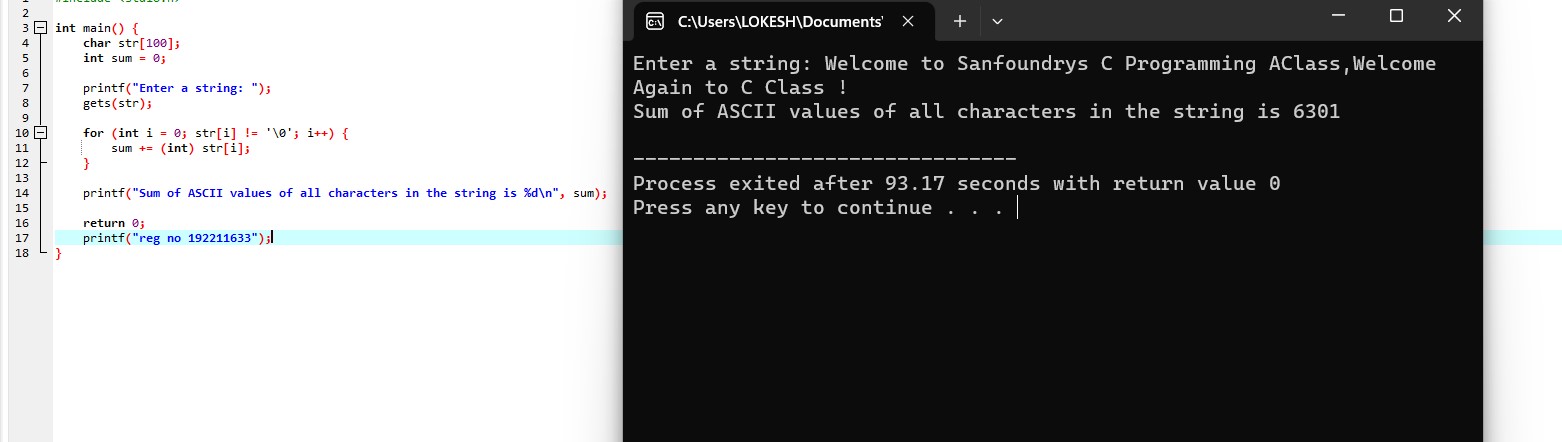 1
2
3 int main() {
4 char str[100];
5 int sum = 0;
6
7 printf("Enter a string: ");
8 gets(str);
9
10 for (int i = 0; str[i] != '\0'; i++) {
11 sum += (int) str[i];
12 }
13
14 printf("Sum of ASCII values of all characters in the string is %d\n", sum);
15
16 return 0;
17 printf("reg no 192211633");
18 }
C:\Users\LOKESH\Documents'
Enter a string: Welcome to Sanfoundrys C Programming AClass,Welcome
Again to C Class !
Sum of ASCII values of all characters in the string is 6301
--------------------------------
Process exited after 93.17 seconds with return value 0
Press any key to continue . . .